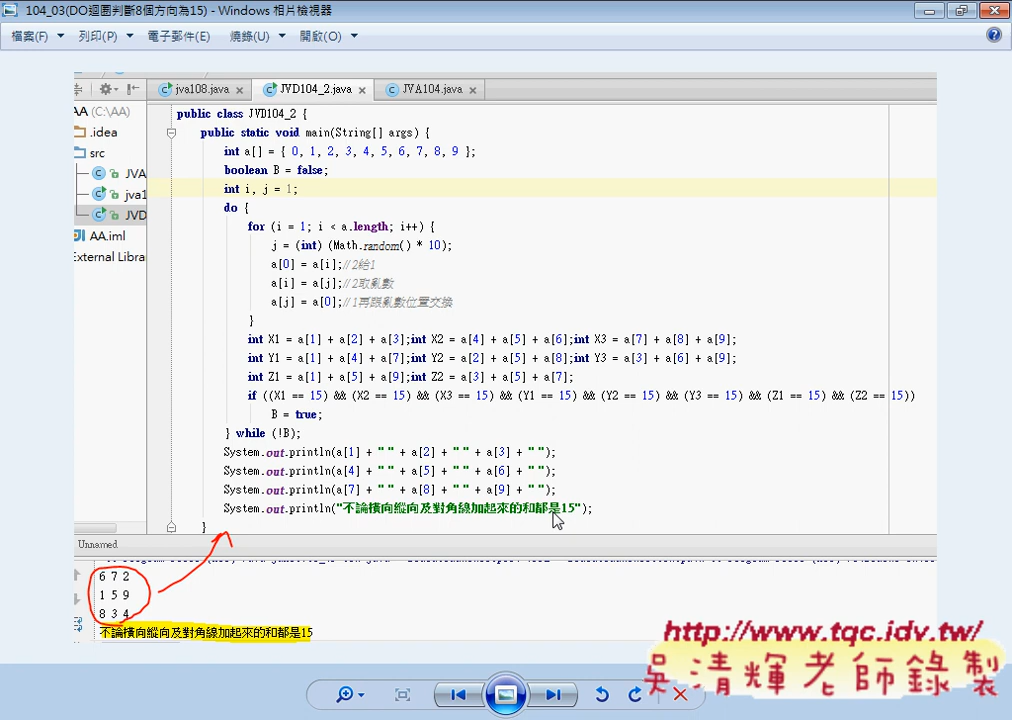 104_03(DO迴圈判斷8個方向為15) - Windows 相片檢視器
檔案(F) 列印(P) 電子郵件(E) 燒錄(U) 開啟(O)
jva108.java JVD104_2.java JVA104.java
AA (C:\AA)
.idea
src
JVA
jva1
JVD
AA.iml
External Libra
public class JVD104_2 {
public static void main(String[] args) {
int a[] = { 0, 1, 2, 3, 4, 5, 6, 7, 8, 9 };
boolean B = false;
int i, j = 1;
do {
for (i = 1; i < a.length; i++) {
j = (int) (Math.random() * 10);
a[0] = a[i];//2給1
a[i] = a[j];//2取亂數
a[j] = a[0];//1再跟亂數位置交換
}
int X1 = a[1] + a[2] + a[3];int X2 = a[4] + a[5] + a[6];int X3 = a[7] + a[8] + a[9];
int Y1 = a[1] + a[4] + a[7];int Y2 = a[2] + a[5] + a[8];int Y3 = a[3] + a[6] + a[9];
int Z1 = a[1] + a[5] + a[9];int Z2 = a[3] + a[5] + a[7];
if ((X1 == 15) && (X2 == 15) && (X3 == 15) && (Y1 == 15) && (Y2 == 15) && (Y3 == 15) && (Z1 == 15) && (Z2 == 15))
B = true;
} while (!B);
System.out.println(a[1] + " " + a[2] + " " + a[3] + " ");
System.out.println(a[4] + " " + a[5] + " " + a[6] + " ");
System.out.println(a[7] + " " + a[8] + " " + a[9] + " ");
System.out.println("不論橫向縱向及對角線加起來的和都是15");
}
Unnamed
6 7 2
1 5 9
8 3 4
不論橫向縱向及對角線加起來的和都是15
http://www.tqc.idv.tw/
吳清輝老師錄製